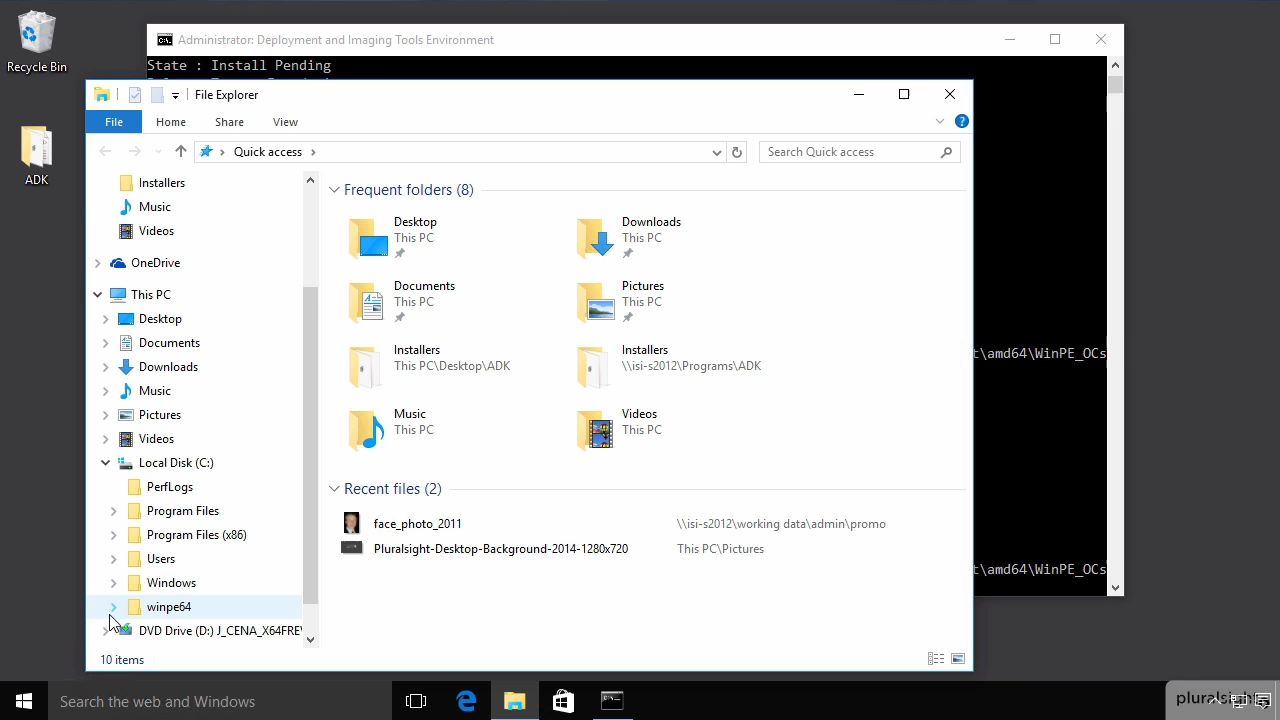 Recycle Bin
ADK
Administrator: Deployment and Imaging Tools Environment
State : Install Pending
File Explorer
File
Home
Share
View
Quick access
Search Quick access
Installers
Music
Videos
OneDrive
This PC
Desktop
Documents
Downloads
Music
Pictures
Videos
Local Disk (C:)
PerfLogs
Program Files
Program Files (x86)
Users
Windows
winpe64
DVD Drive (D:) J_CENA_X64FREV
Frequent folders (8)
Desktop
This PC
Downloads
This PC
Documents
This PC
Pictures
This PC
Installers
This PC\Desktop\ADK
Installers
\\isi-s2012\Programs\ADK
Music
This PC
Videos
This PC
Recent files (2)
face_photo_2011
\\isi-s2012\working data\admin\promo
Pluralsight-Desktop-Background-2014-1280x720
This PC\Pictures
10 items
t\amd64\WinPE_OCs
t\amd64\WinPE_OCs
Search the web and Windows